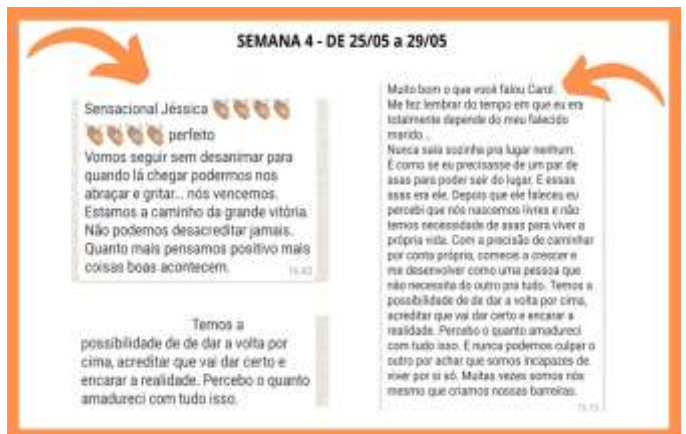 SEMANA 4 - DE 25/05 a 29/05
Sensacional Jéssica 👏👏👏👏
👏👏👏👏 perfeito
Vomos seguir sem desanimar para
quando lá chegar podermos nos
abraçar e gritar... nós vencemos.
Estamos a caminho da grande vitória.
Não podemos desacreditar jamais.
Quanto mais pensamos positivo mais
coisas boas acontecem.
Temos a
possibilidade de de dar a volta por
cima, acreditar que vai dar certo e
encarar a realidade. Percebo o quanto
amadureci com tudo isso.
Muito bom o que você falou Carol.
Me fez lembrar do tempo em que eu era
totalmente depende do meu falecido
marido...
Nunca saia sozinha pra lugar nenhum.
É como se eu precisasse de um par de
asas para poder sair do lugar. E essas
asas era ele. Depois que ele faleceu eu
percebi que nós nascemos livres e não
temos necessidade de asas para viver a
própria vida. Com a precisão de caminhar
por conta própria, comecei a crescer e
me desenvolver como uma pessoa que
não necessita do outro pra tudo. Temos a
possibilidade de de dar a volta por cima,
acreditar que vai dar certo e encarar a
realidade. Percebo o quanto amadureci
com tudo isso. E nunca podemos culpar o
outro por achar que somos incapazes de
viver por si só. Muitas vezes somos nós
mesmo que criamos nossas barreiras.